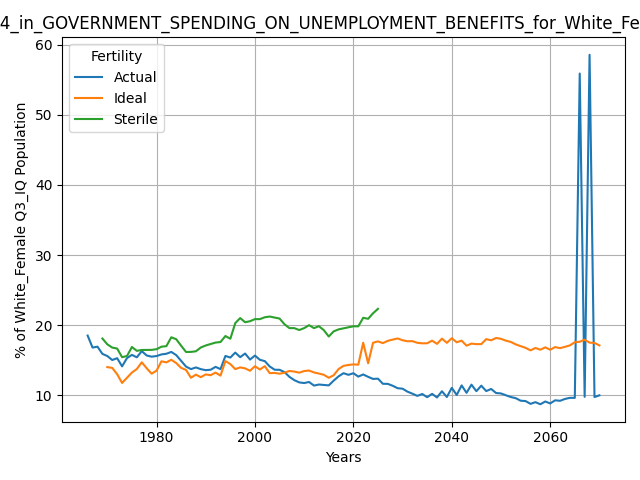 4_in_GOVERNMENT_SPENDING_ON_UNEMPLOYMENT_BENEFITS_for_White_Fe
60
50
40
30
20
10
% of White_Female Q3_IQ Population
Fertility
Actual
Ideal
Sterile
1980 2000 2020 2040 2060
Years